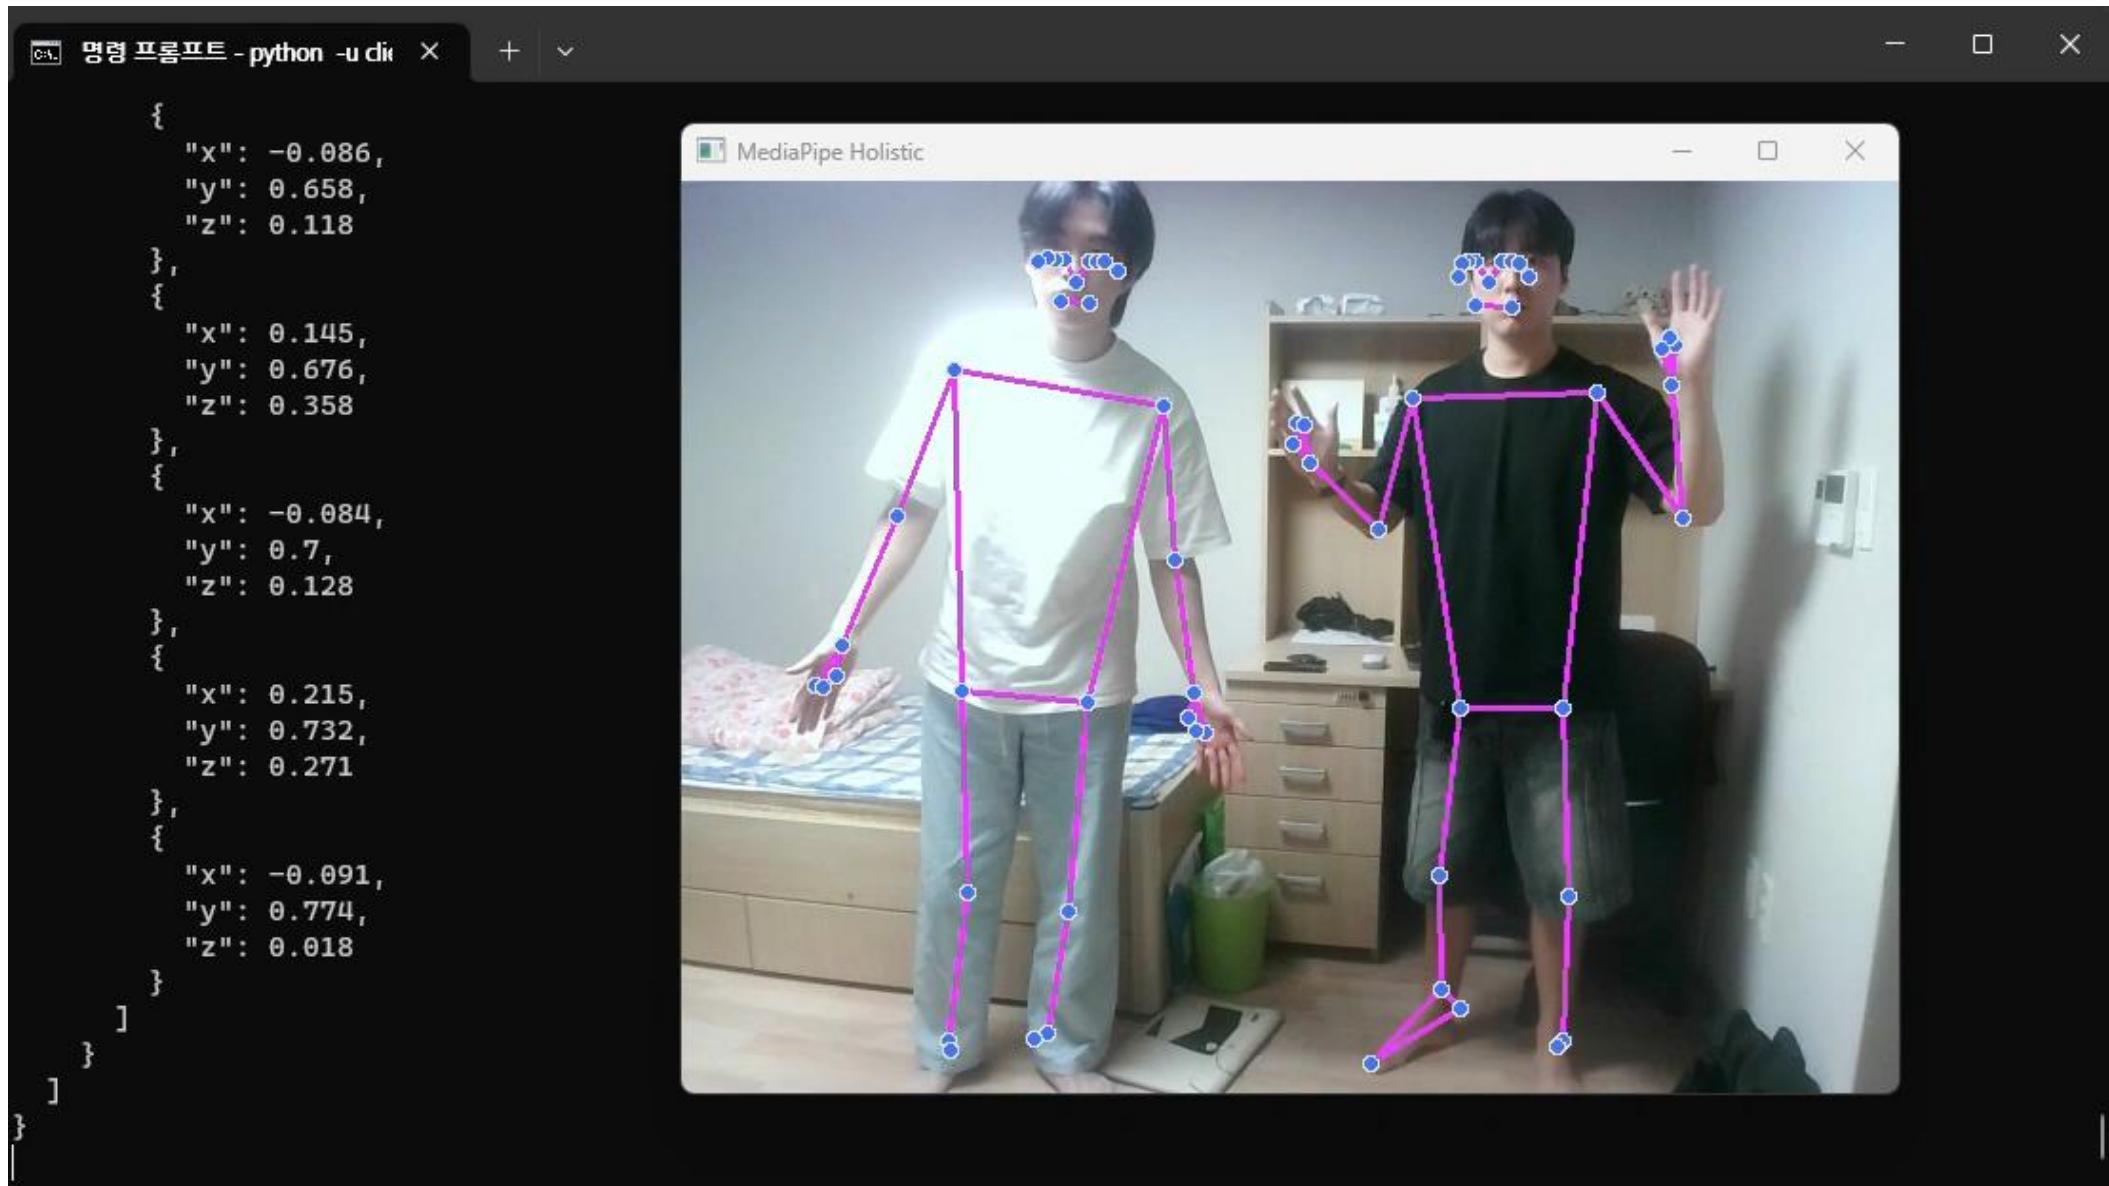 명령 프롬프트 - python  -u clie
{
"x": -0.086,
"y": 0.658,
"z": 0.118
},
{
"x": 0.145,
"y": 0.676,
"z": 0.358
},
{
"x": -0.084,
"y": 0.7,
"z": 0.128
},
{
"x": 0.215,
"y": 0.732,
"z": 0.271
},
{
"x": -0.091,
"y": 0.774,
"z": 0.018
}
]
}
]
}
MediaPipe Holistic